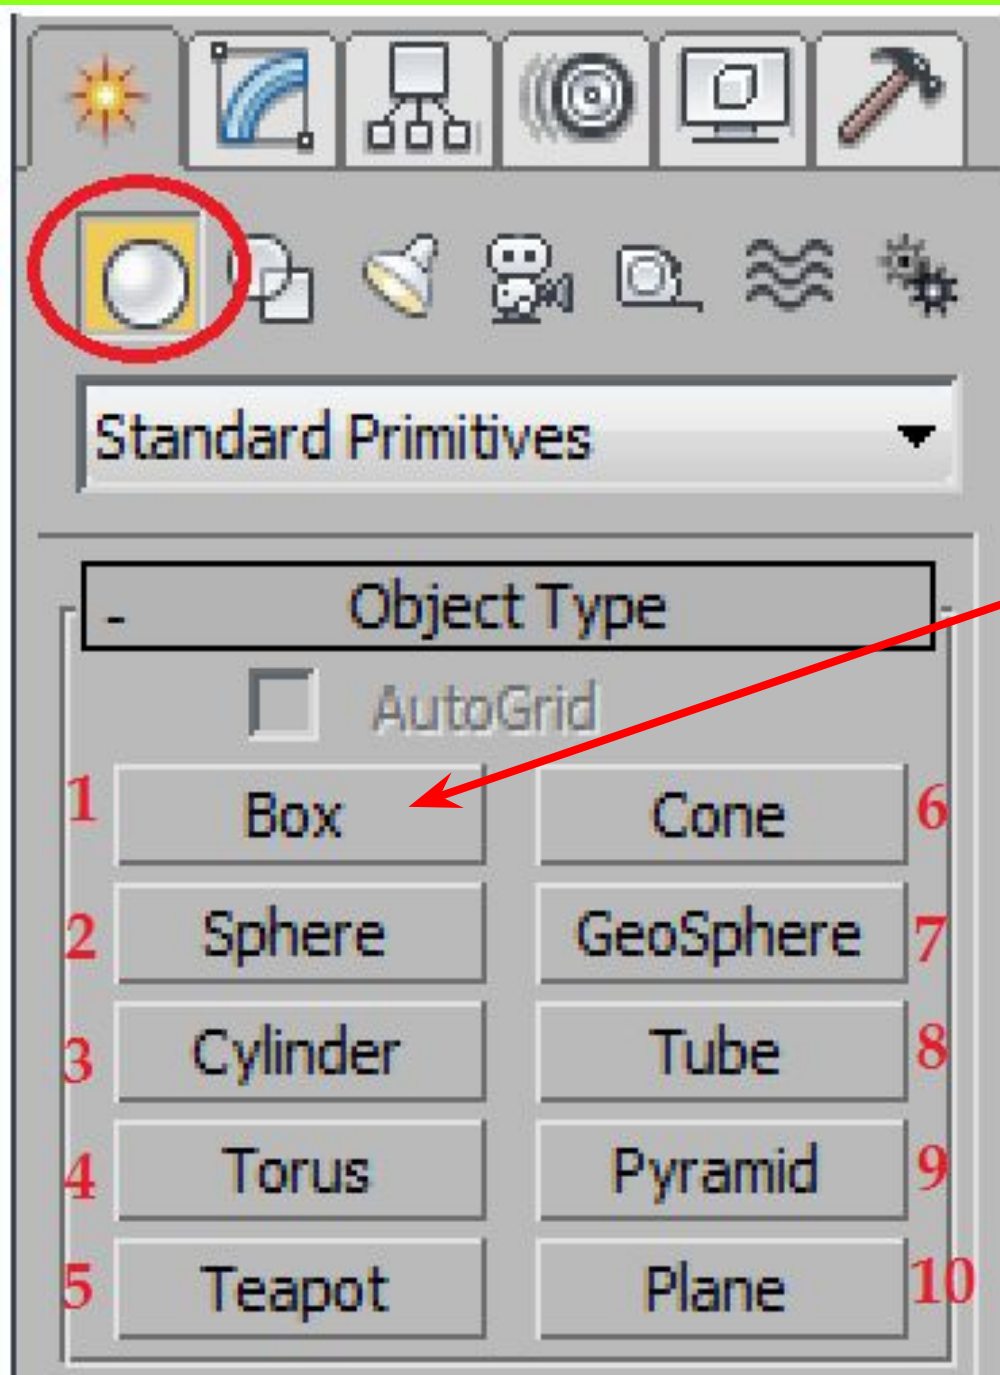 Standard Primitives
- Object Type
AutoGrid
1 Box Cone 6
2 Sphere GeoSphere 7
3 Cylinder Tube 8
4 Torus Pyramid 9
5 Teapot Plane 10